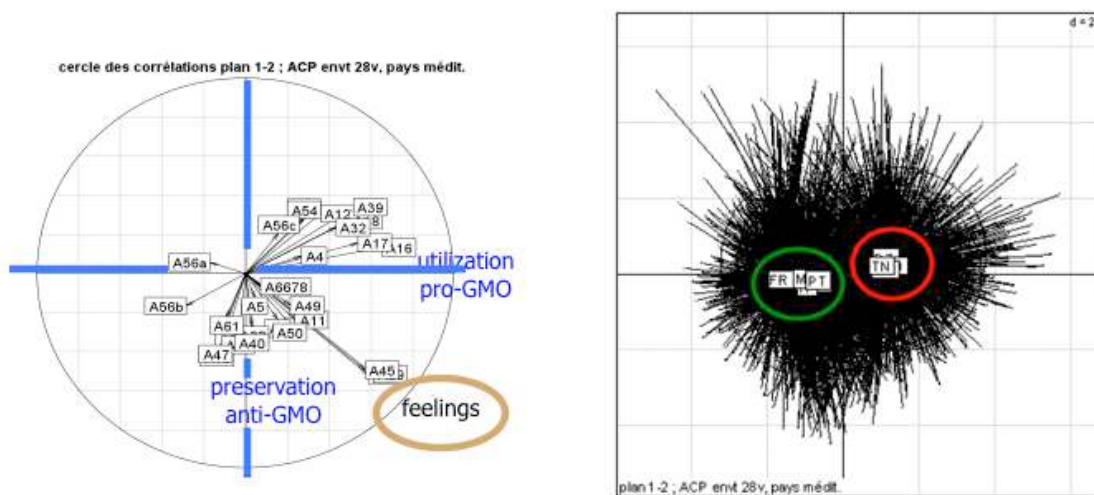 cercle des corrélations plan 1-2 ; ACP envt 28v, pays médit.
A54
A12
A39
A56c
A32
A17
A16
A4
A56a
utilization
pro-GMO
A6678
A56b
A5
A49
A11
A61
A50
A40
A47
A45
preservation
anti-GMO
feelings
d = 2
FR
M
PT
TN
plan 1-2 ; ACP envt 28v, pays médit.